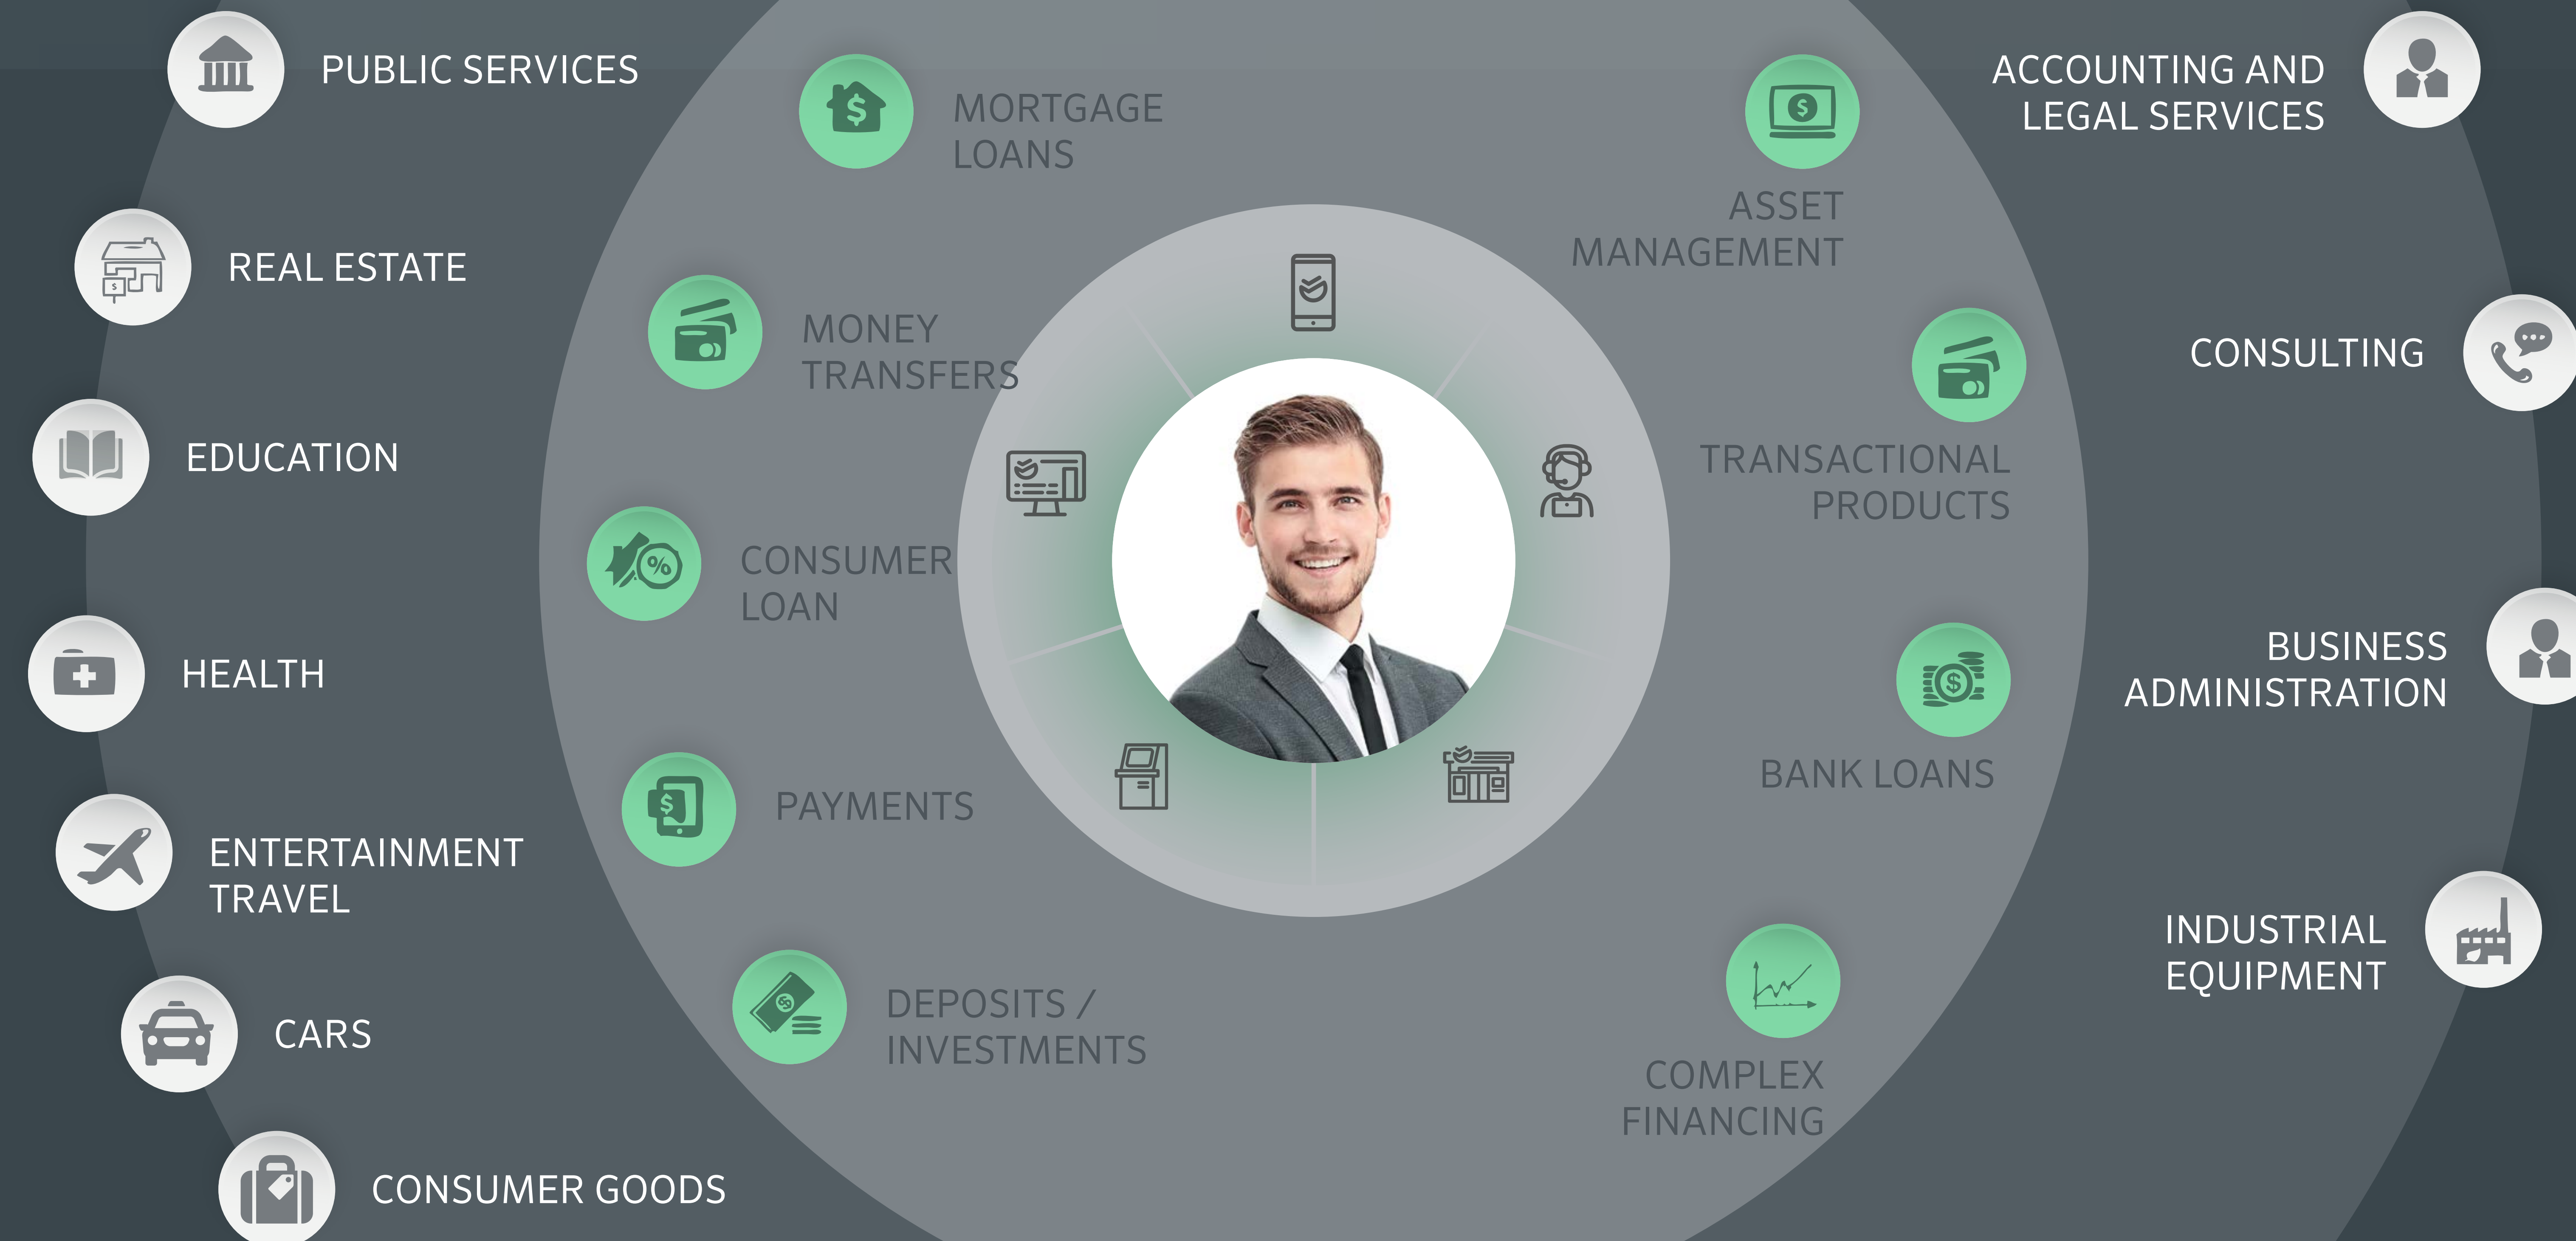 PUBLIC SERVICES
REAL ESTATE
EDUCATION
HEALTH
ENTERTAINMENT
TRAVEL
CARS
CONSUMER GOODS
MORTGAGE
LOANS
MONEY
TRANSFERS
CONSUMER
LOAN
PAYMENTS
DEPOSITS /
INVESTMENTS
ASSET
MANAGEMENT
TRANSACTIONAL
PRODUCTS
BANK LOANS
COMPLEX
FINANCING
ACCOUNTING AND
LEGAL SERVICES
CONSULTING
BUSINESS
ADMINISTRATION
INDUSTRIAL
EQUIPMENT